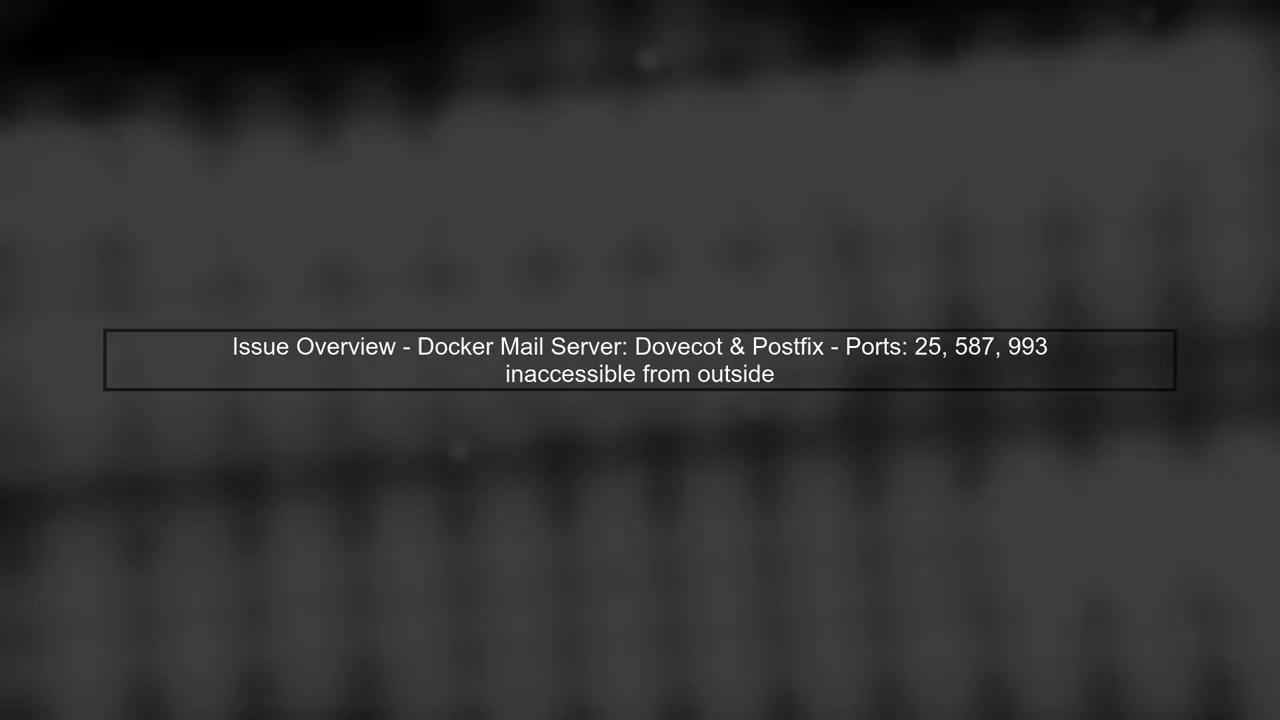 Issue Overview - Docker Mail Server: Dovecot & Postfix - Ports: 25, 587, 993
inaccessible from outside